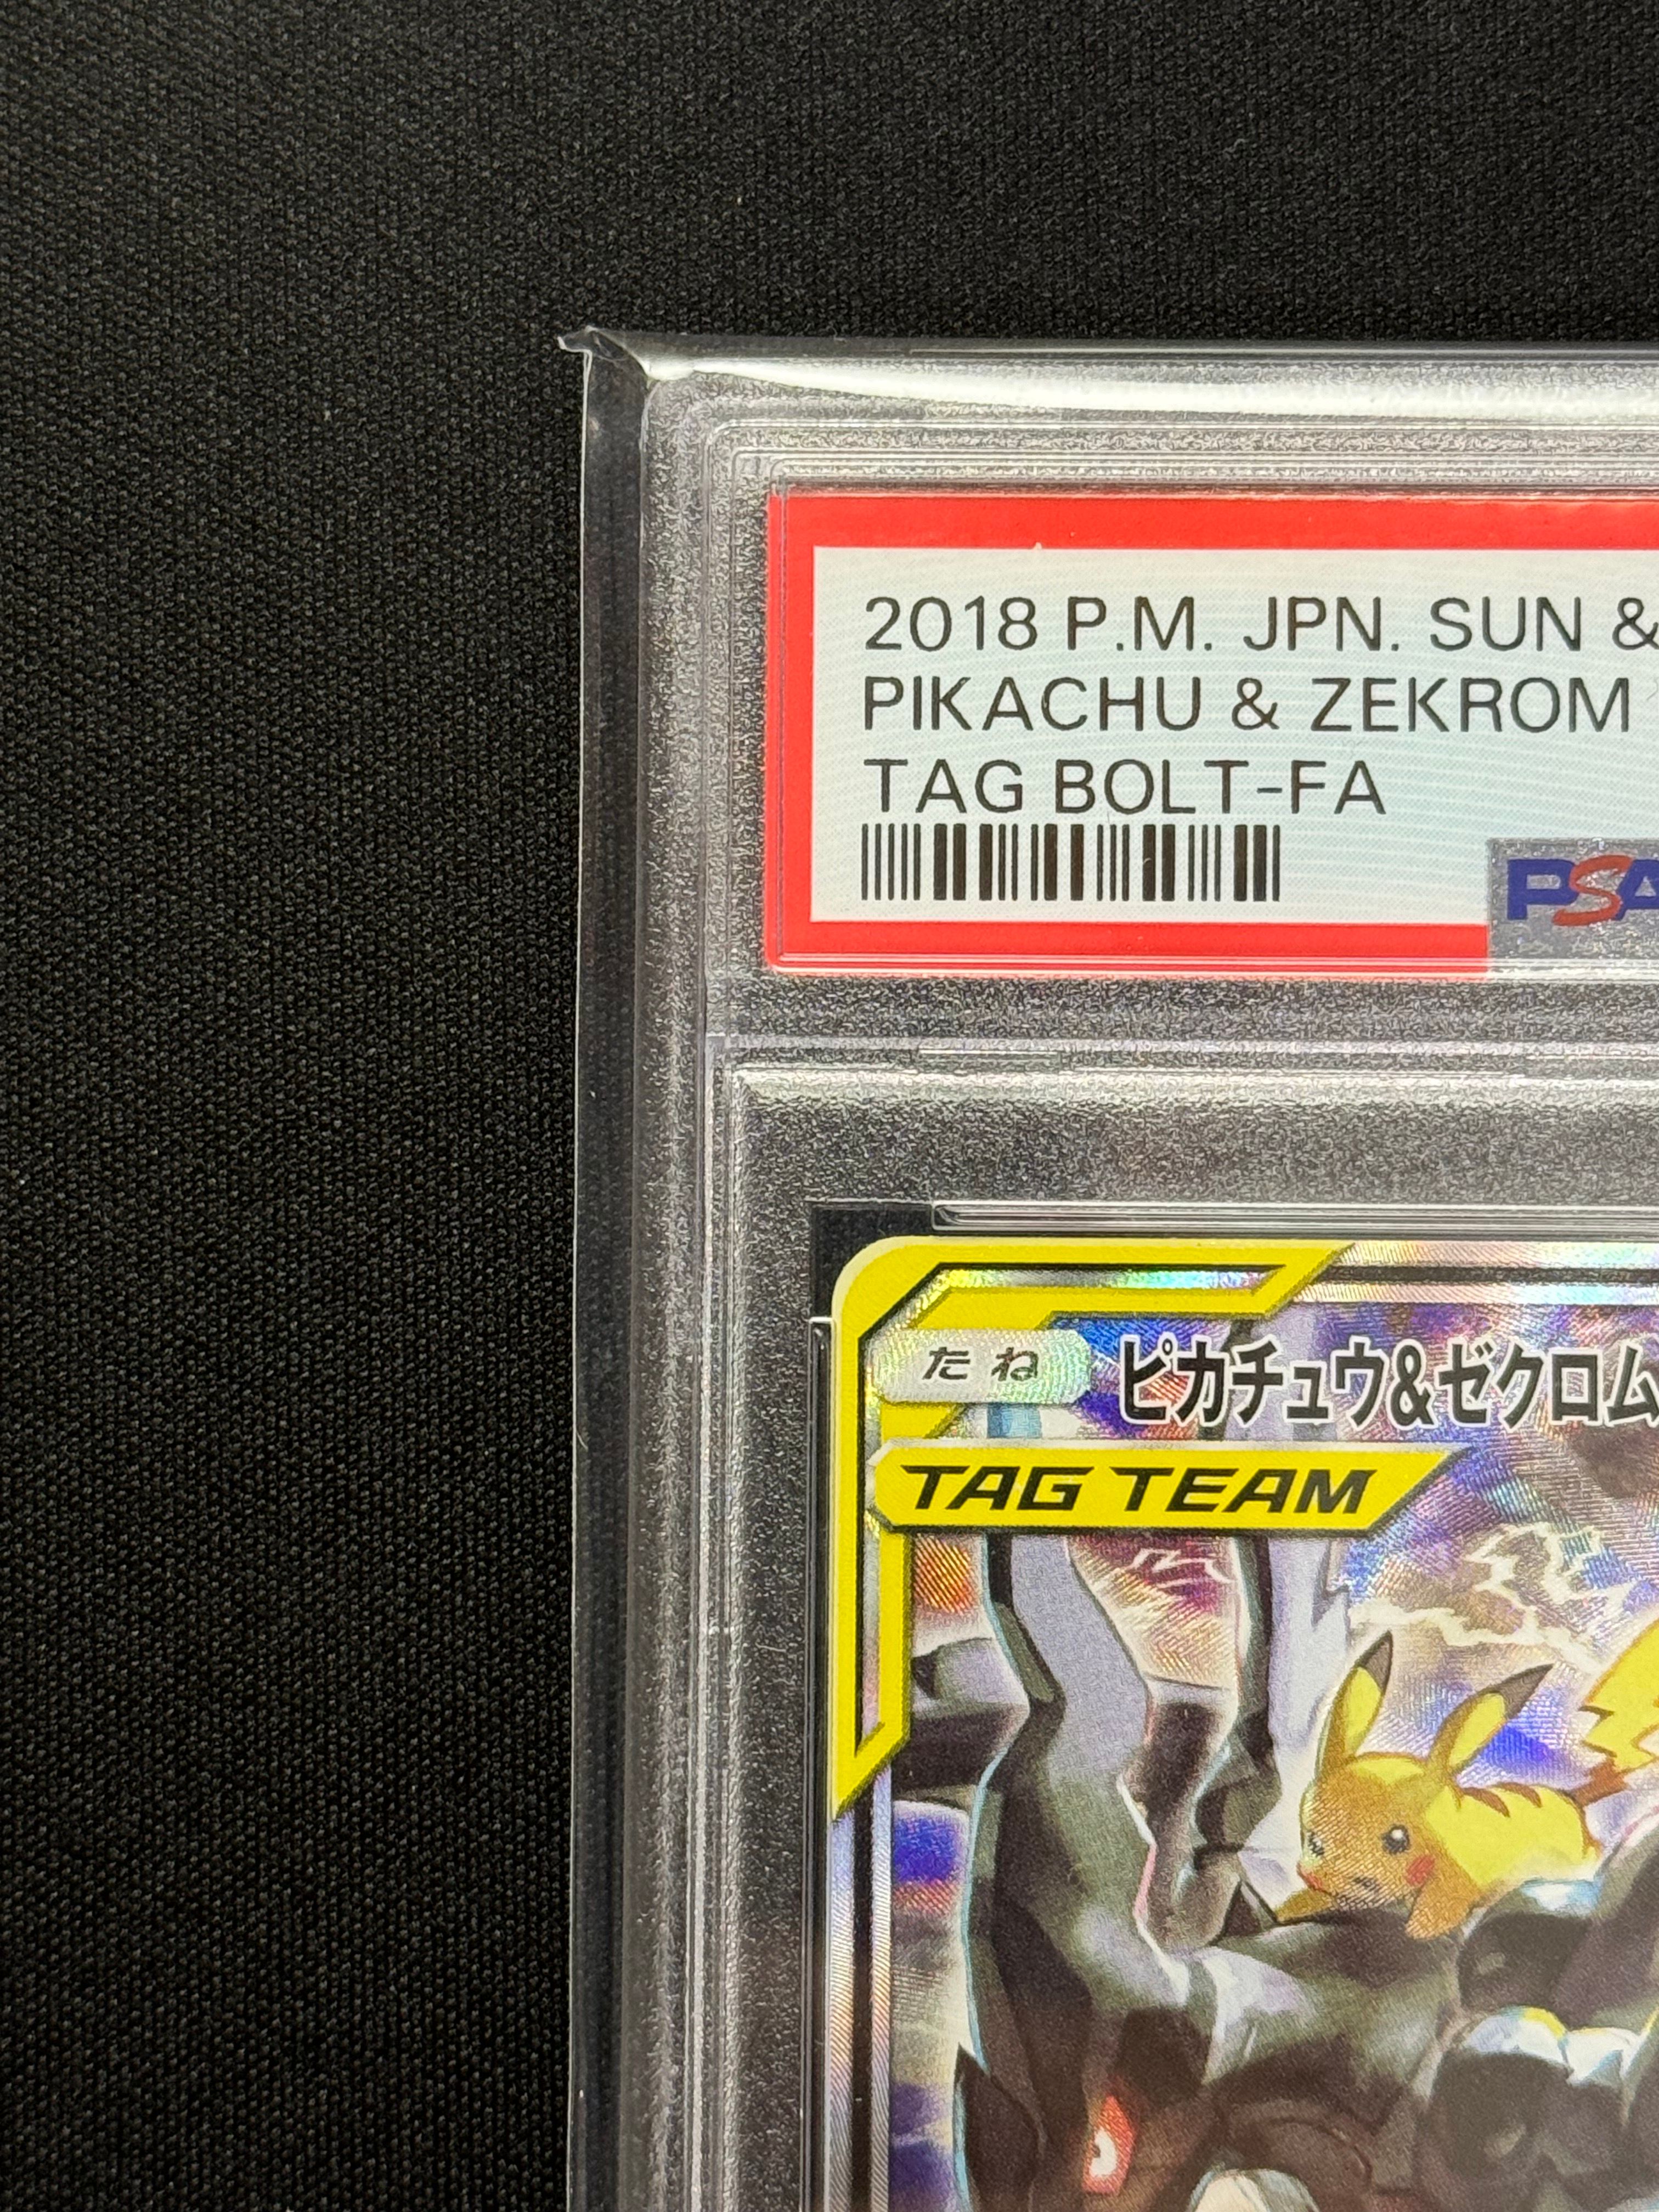 2018 P.M. JPN. SUN &
PIKACHU & ZEKROM
TAG BOLT-FA
PSA
たね
ピカチュウ&ゼクロム
TAG TEAM